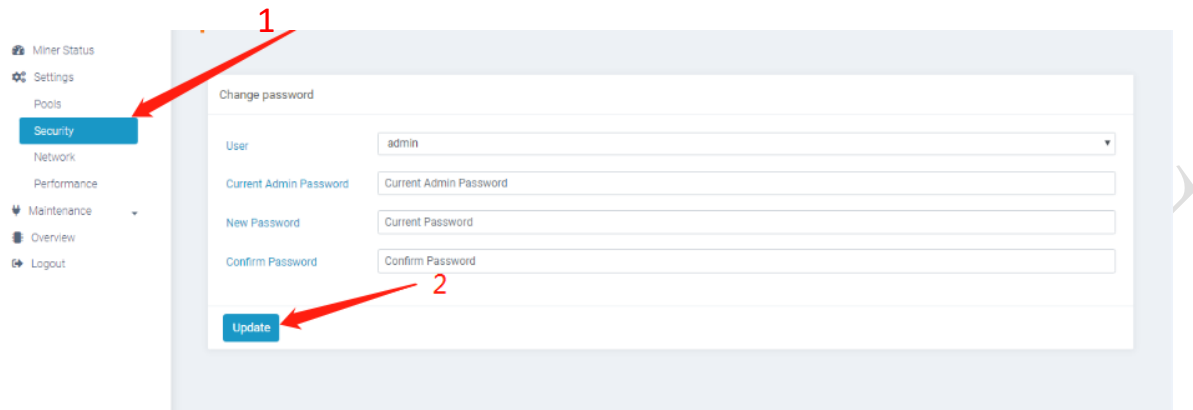 1
Miner Status
Settings
Pools
Security
Network
Performance
Maintenance
Overview
Logout
Change password
User admin
Current Admin Password Current Admin Password
New Password Current Password
Confirm Password Confirm Password
2
Update